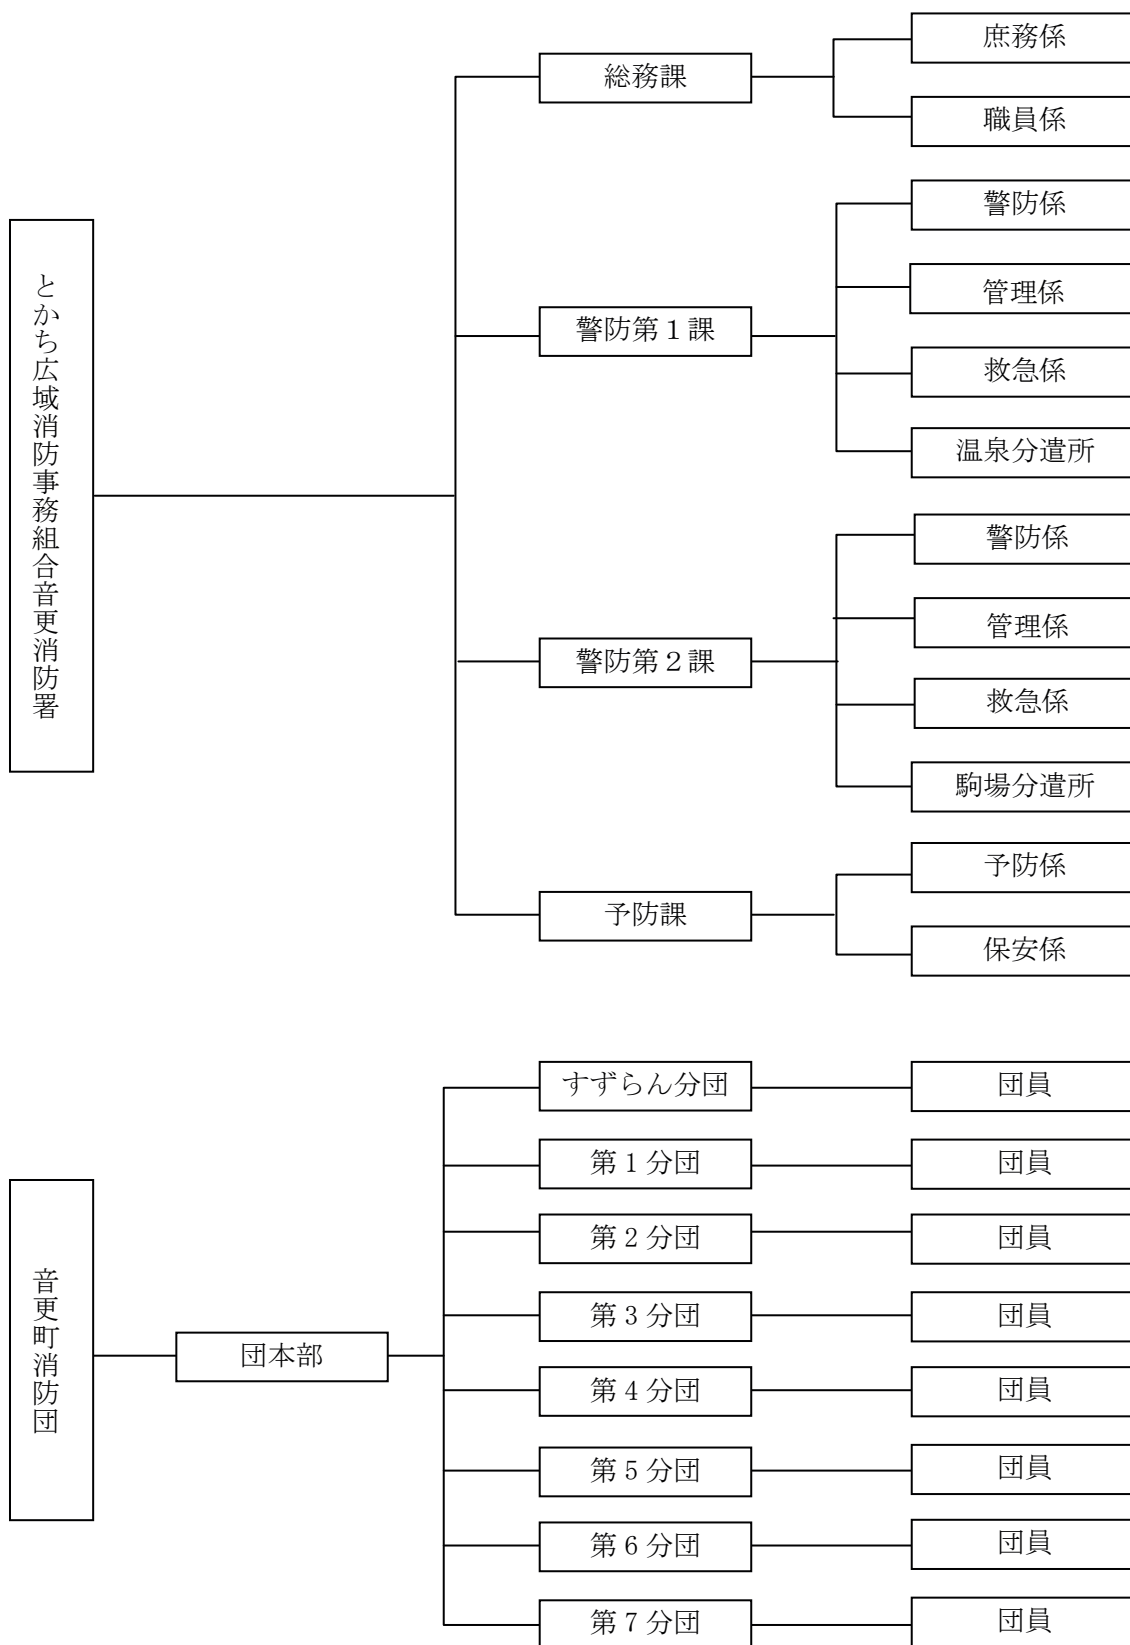 とかち広域消防事務組合音更消防署
総務課
庶務係
職員係
警防第１課
警防係
管理係
救急係
温泉分遣所
警防第２課
警防係
管理係
救急係
駒場分遣所
予防課
予防係
保安係
音更町消防団
団本部
すずらん分団
団員
第１分団
団員
第２分団
団員
第３分団
団員
第４分団
団員
第５分団
団員
第６分団
団員
第７分団
団員